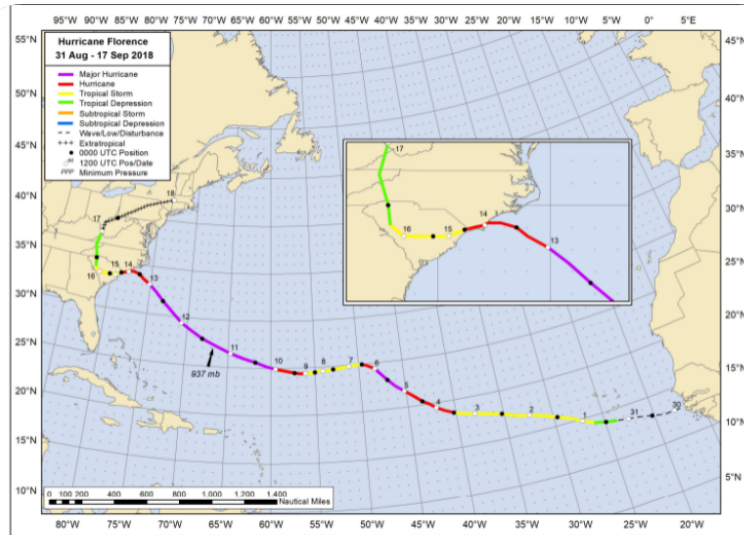 95°W 90°W 85°W 80°W 75°W 70°W 65°W 60°W 55°W 50°W 45°W 40°W 35°W 30°W 25°W 20°W 15°W 10°W 5°W 0° 5°E
Hurricane Florence
31 Aug - 17 Sep 2018
Major Hurricane
Hurricane
Tropical Storm
Tropical Depression
Subtropical Storm
Subtropical Depression
Wave/Low/Disturbance
Extratropical
0000 UTC Position
1200 UTC Pos/Date
PPP Minimum Pressure
55°N
50°N
45°N
40°N
35°N
30°N
25°N
20°N
15°N
10°N
45°N
40°N
35°N
30°N
25°N
20°N
15°N
10°N
5°N
17
16
15
14
13
18
17
16
15
14
13
12
11
10
9
8
7
6
5
4
3
2
1
31
30
937 mb
0 100 200 400 600 800 1.000 1.200 1.400
Nautical Miles
80°W 75°W 70°W 65°W 60°W 55°W 50°W 48°W 44°W 40°W 35°W 30°W 25°W 20°W